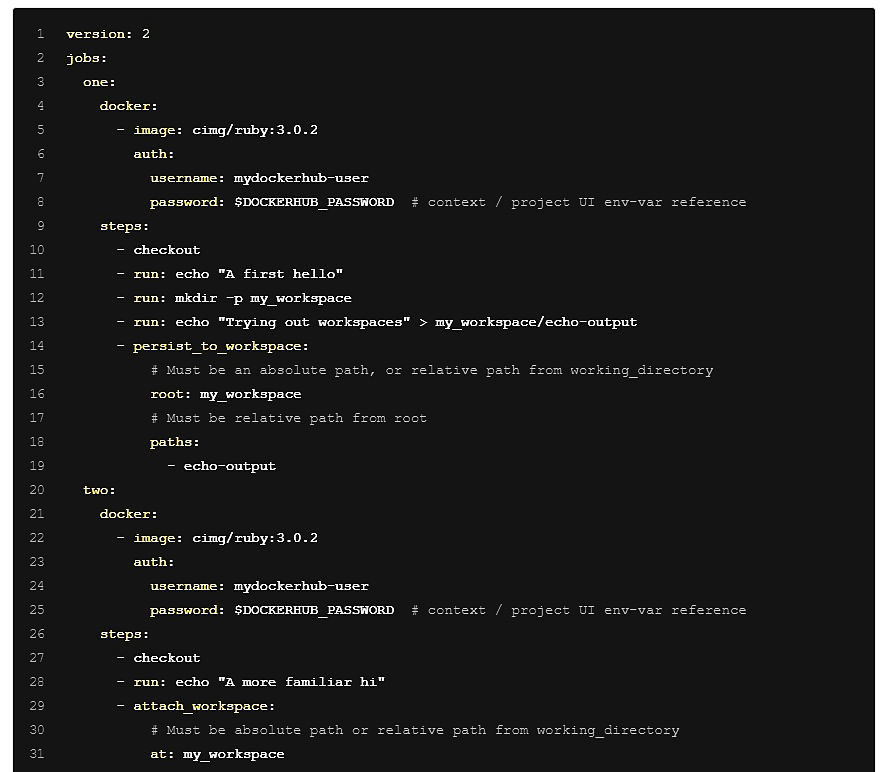 1 version: 2
2 jobs:
3   one:
4     docker:
5       - image: cimg/ruby:3.0.2
6         auth:
7           username: mydockerhub-user
8           password: $DOCKERHUB_PASSWORD  # context / project UI env-var reference
9     steps:
10       - checkout
11       - run: echo "A first hello"
12       - run: mkdir -p my_workspace
13       - run: echo "Trying out workspaces" > my_workspace/echo-output
14       - persist_to_workspace:
15           # Must be an absolute path, or relative path from working_directory
16           root: my_workspace
17           # Must be relative path from root
18           paths:
19             - echo-output
20   two:
21     docker:
22       - image: cimg/ruby:3.0.2
23         auth:
24           username: mydockerhub-user
25           password: $DOCKERHUB_PASSWORD  # context / project UI env-var reference
26     steps:
27       - checkout
28       - run: echo "A more familiar hi"
29       - attach_workspace:
30           # Must be absolute path or relative path from working_directory
31           at: my_workspace